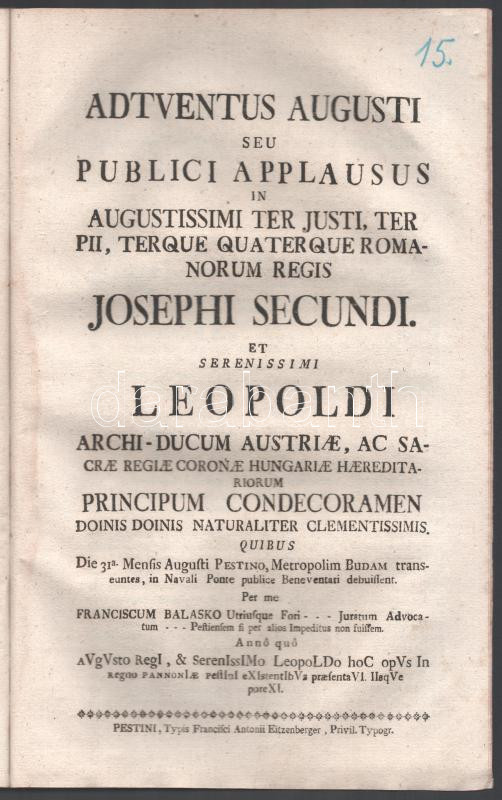 15.
ADTVENTUS AUGUSTI
SEU
PUBLICI APPLAUSUS
IN
AUGUSTISSIMI TER JUSTI, TER
PII, TERQUE QUATERQUE ROMA-
NORUM REGIS
JOSEPHI SECUNDI.
ET
SERENISSIMI
LEOPOLDI
darabanth
ARCHI-DUCUM AUSTRIÆ, AC SA-
CRÆ REGIÆ CORONÆ HUNGARIÆ HÆREDITA-
RIORUM
PRINCIPUM CONDECORAMEN
DOINIS DOINIS NATURALITER CLEMENTISSIMIS.
QUIBUS
Die 31ª. Mensis Augusti PESTINO, Metropolim BUDAM trans-
euntes, in Navali Ponte publice Beneventari debuissent.
Per me
FRANCISCUM BALASKO Utriusque Fori - - - Juratum Advoca-
tum - - - Pestiensem si per alios Impeditus non fuissem.
Annô quô
AVgVsto RegI, & SerenIssIMo LeopoLDo hoC opVs In
Regno PANNONIÆ PestInI eXIstentIbVs præsentaVI. IIsqVe
poreXI.
PESTINI, Typis Francisci Antonii Eitzenberger, Privil. Typogr.